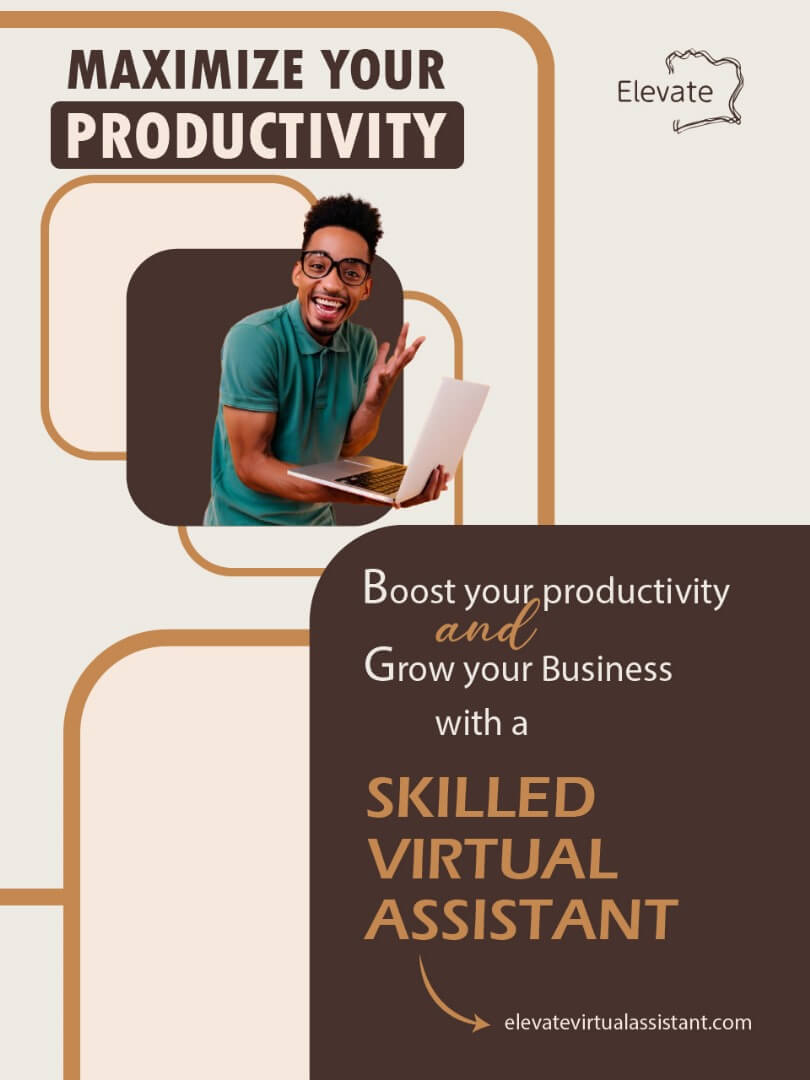 MAXIMIZE YOUR
PRODUCTIVITY
Elevate
Boost your productivity
and
Grow your Business
with a
SKILLED
VIRTUAL
ASSISTANT
elevatevirtualassistant.com